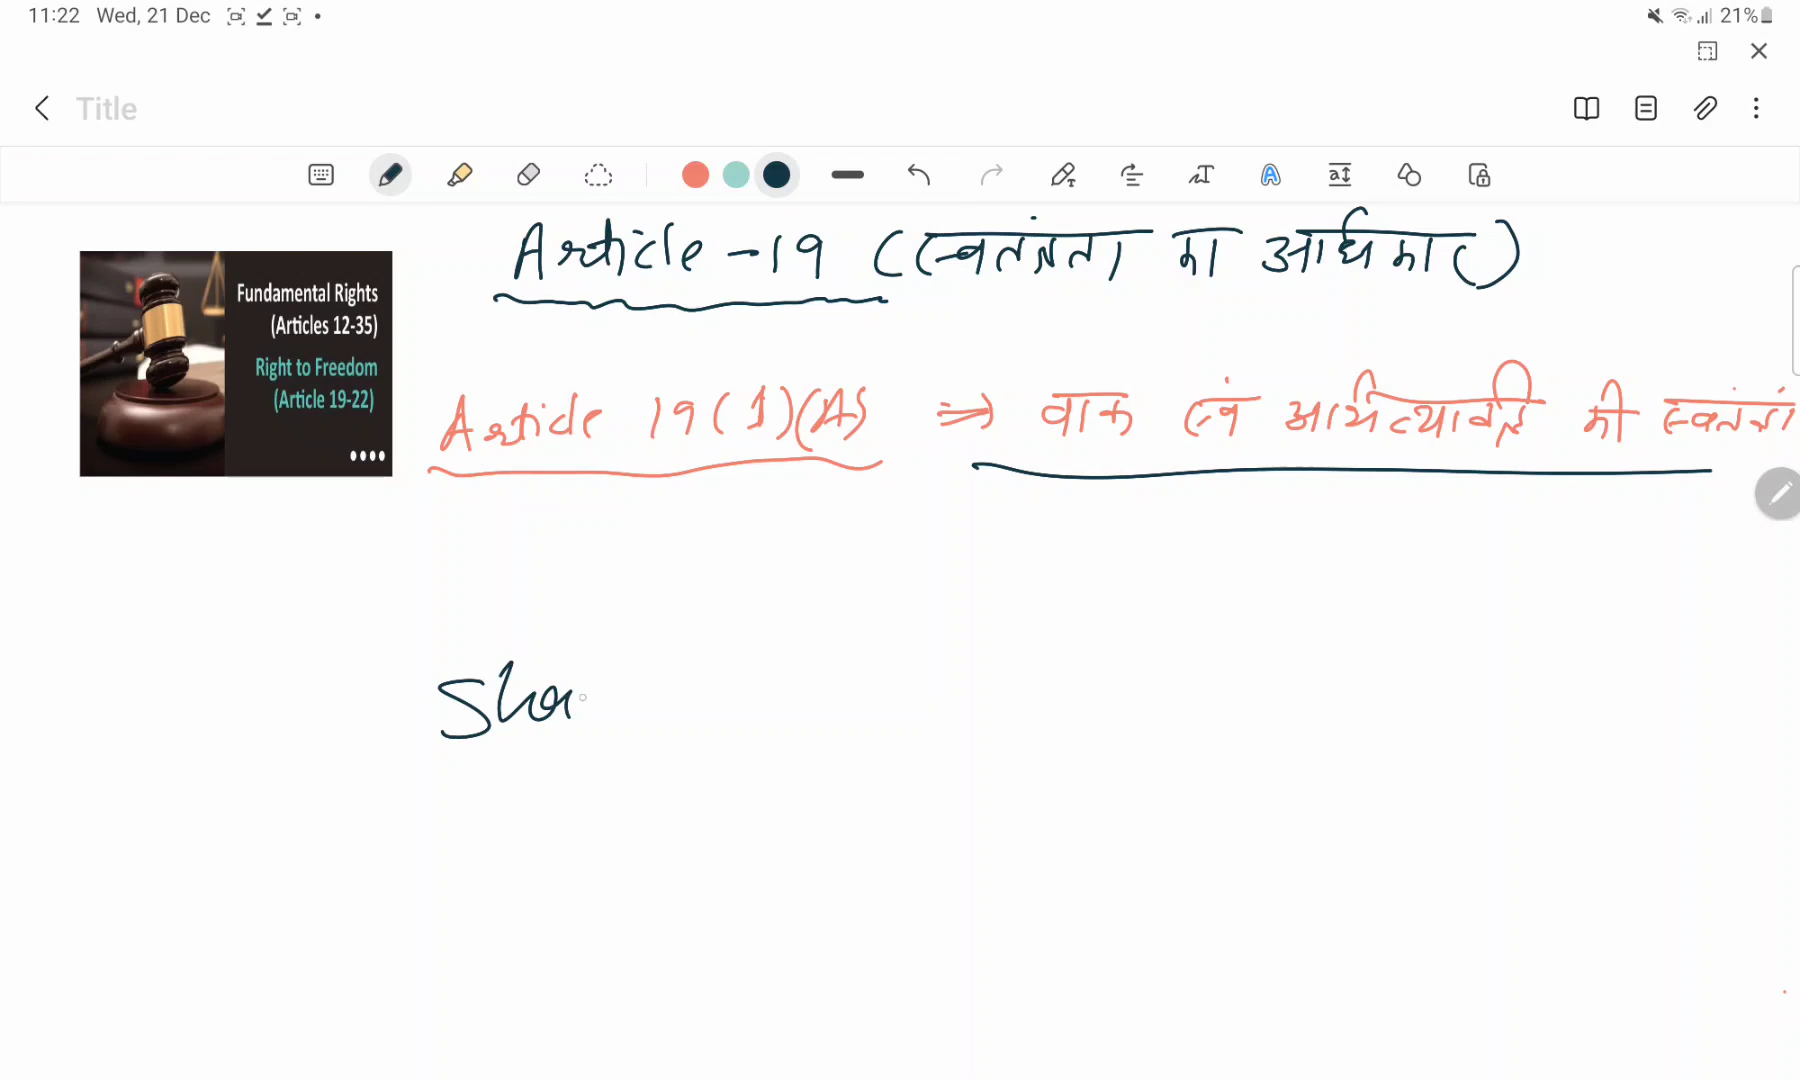 11:22 Wed, 21 Dec
21%
Title
Article -19 (स्वतंत्रता का अधिकार)
Fundamental Rights
(Articles 12-35)
Right to Freedom
(Article 19-22)
Article 19(1)(A) ⇒ वाक एवं अभिव्यक्ति की स्वतंत्रता
Sha